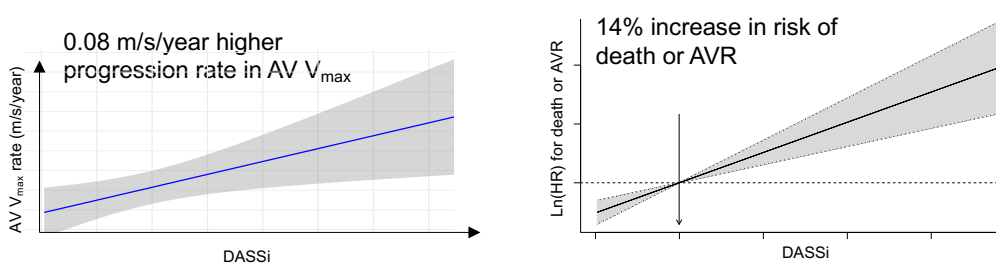 0.08 m/s/year higher
progression rate in AV Vmax
AV Vmax rate (m/s/year)
DASSi
14% increase in risk of
death or AVR
Ln(HR) for death or AVR
DASSi